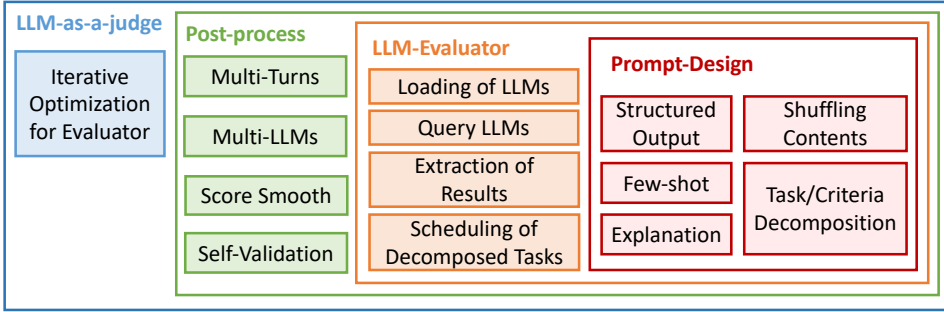 LLM-as-a-judge
Iterative
Optimization
for Evaluator
Post-process
Multi-Turns
Multi-LLMs
Score Smooth
Self-Validation
LLM-Evaluator
Loading of LLMs
Query LLMs
Extraction of
Results
Scheduling of
Decomposed Tasks
Prompt-Design
Structured
Output
Few-shot
Explanation
Shuffling
Contents
Task/Criteria
Decomposition